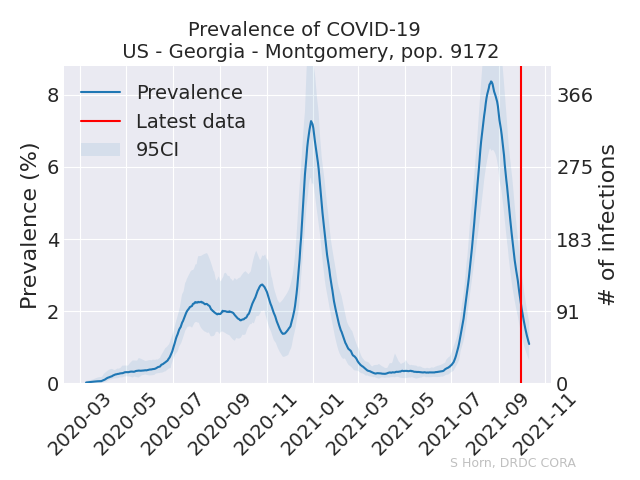 Prevalence of COVID-19
US - Georgia - Montgomery, pop. 9172
Prevalence
Latest data
95CI
Prevalence (%)
8
6
4
2
0
# of infections
366
275
183
91
0
2020-03
2020-05
2020-07
2020-09
2020-11
2021-01
2021-03
2021-05
2021-07
2021-09
2021-11
S Horn, DRDC CORA